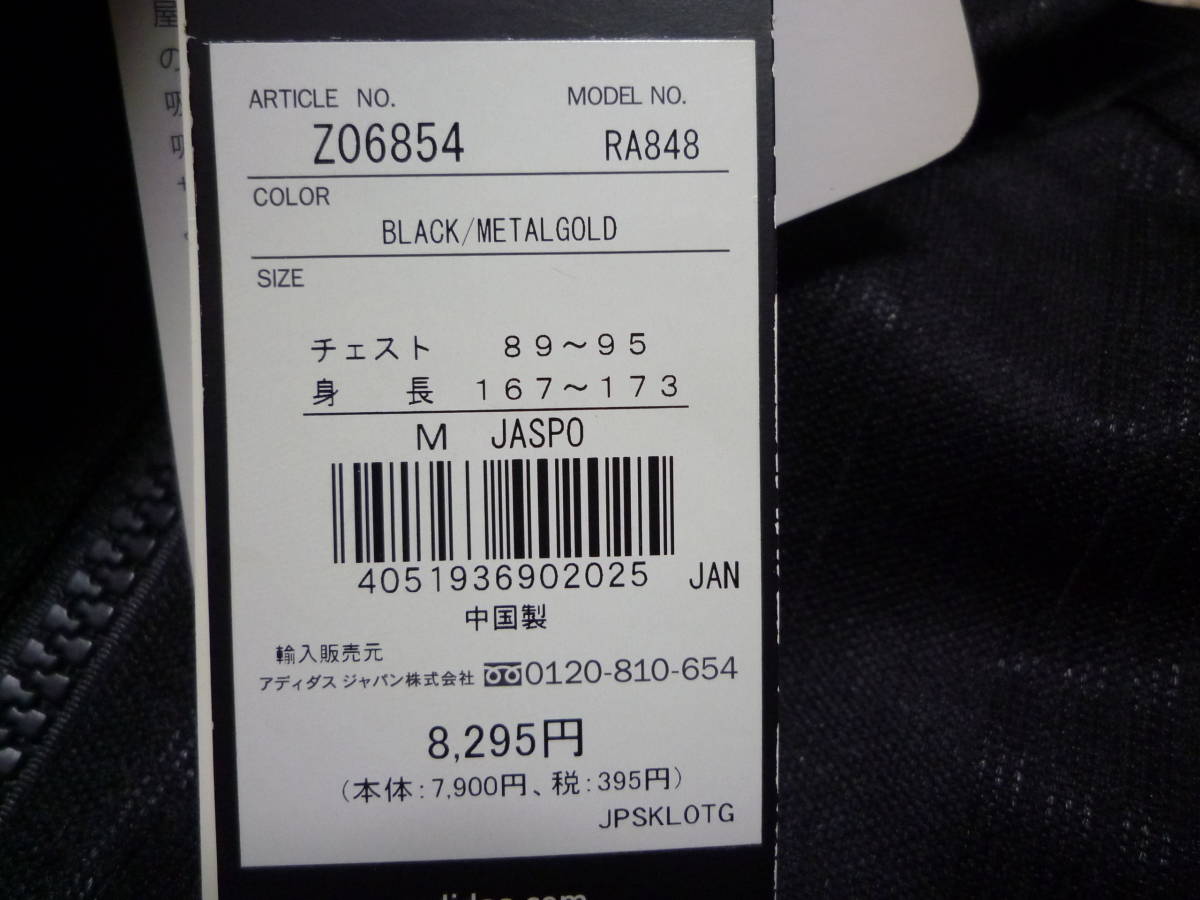 屋
の
吸
ARTICLE NO. MODEL NO.
Z06854 RA848
COLOR
BLACK/METALGOLD
SIZE
チェスト 89～95
身 長 167～173
M JASPO
4051936902025 JAN
中国製
輸入販売元
アディダス ジャパン株式会社 0120-810-654
8,295円
(本体:7,900円、税:395円)
JPSKLOTG